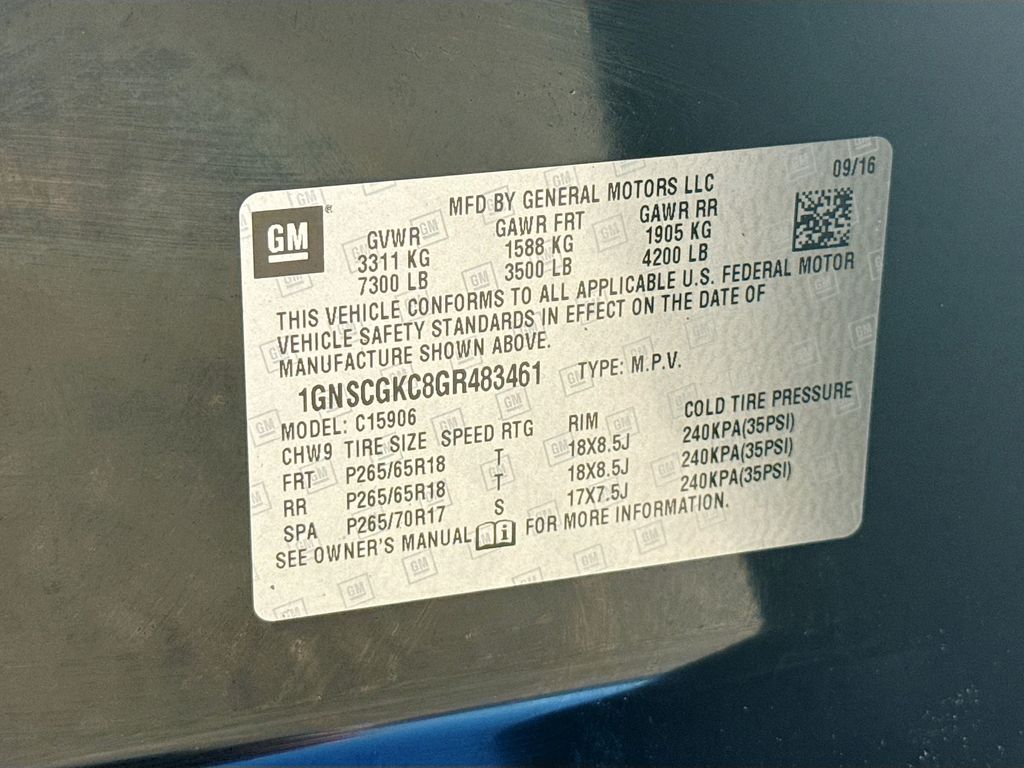 09/16
MFD BY GENERAL MOTORS LLC
GM®
GVWR GAWR FRT GAWR RR
3311 KG 1588 KG 1905 KG
7300 LB 3500 LB 4200 LB
THIS VEHICLE CONFORMS TO ALL APPLICABLE U.S. FEDERAL MOTOR
VEHICLE SAFETY STANDARDS IN EFFECT ON THE DATE OF
MANUFACTURE SHOWN ABOVE.
1GNSCGKC8GR483461 TYPE: M.P.V.
MODEL: C15906
CHW9 TIRE SIZE SPEED RTG RIM COLD TIRE PRESSURE
FRT P265/65R18 T 18X8.5J 240KPA(35PSI)
RR P265/65R18 T 18X8.5J 240KPA(35PSI)
SPA P265/70R17 S 17X7.5J 240KPA(35PSI)
SEE OWNER'S MANUAL i FOR MORE INFORMATION.